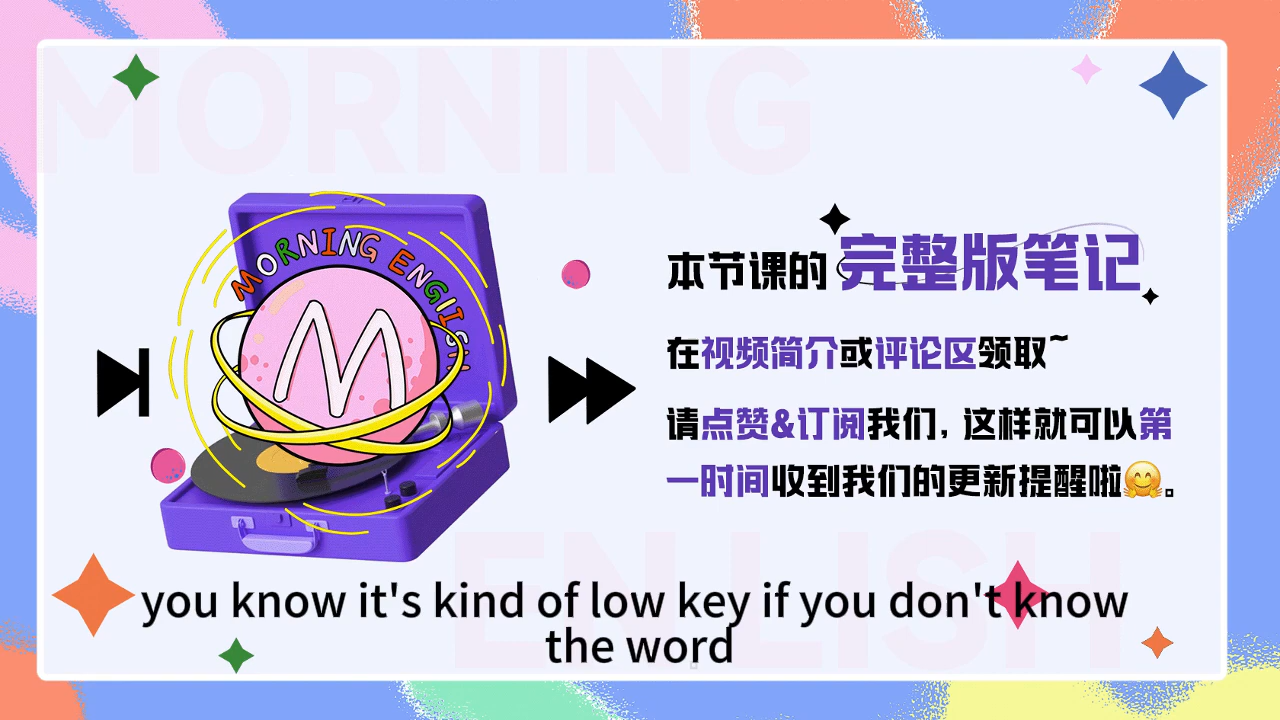 MORNING
MORNING ENGLISH
M
本节课的 完整版笔记
在视频简介或评论区领取~
请点赞&订阅我们，这样就可以第
一时间收到我们的更新提醒啦🤗。
ENGLISH
you know it's kind of low key if you don't know
the word